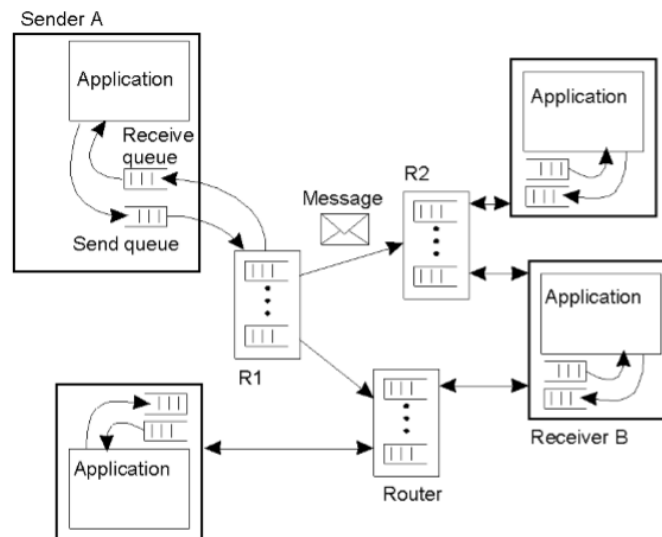 Sender A
Application
Receive
queue
Send queue
Message
R2
Application
R1
Application
Receiver B
Application
Router